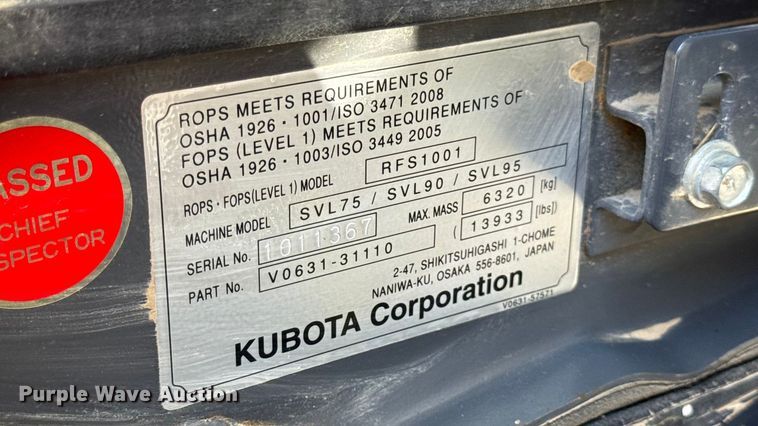 ROPS MEETS REQUIREMENTS OF
OSHA 1926・1001/ISO 3471 2008
FOPS (LEVEL 1) MEETS REQUIREMENTS OF
OSHA 1926・1003/ISO 3449 2005
ROPS・FOPS(LEVEL 1) MODEL RFS1001
MACHINE MODEL SVL75 / SVL90 / SVL95
SERIAL No. 1011367 MAX. MASS 6320 [kg]
( 13933 [lbs])
PART No. V0631-31110
2-47, SHIKITSUHIGASHI 1-CHOME
NANIWA-KU, OSAKA 556-8601, JAPAN
KUBOTA Corporation
V0631-57571
ASSED
CHIEF
SPECTOR
Purple Wave Auction